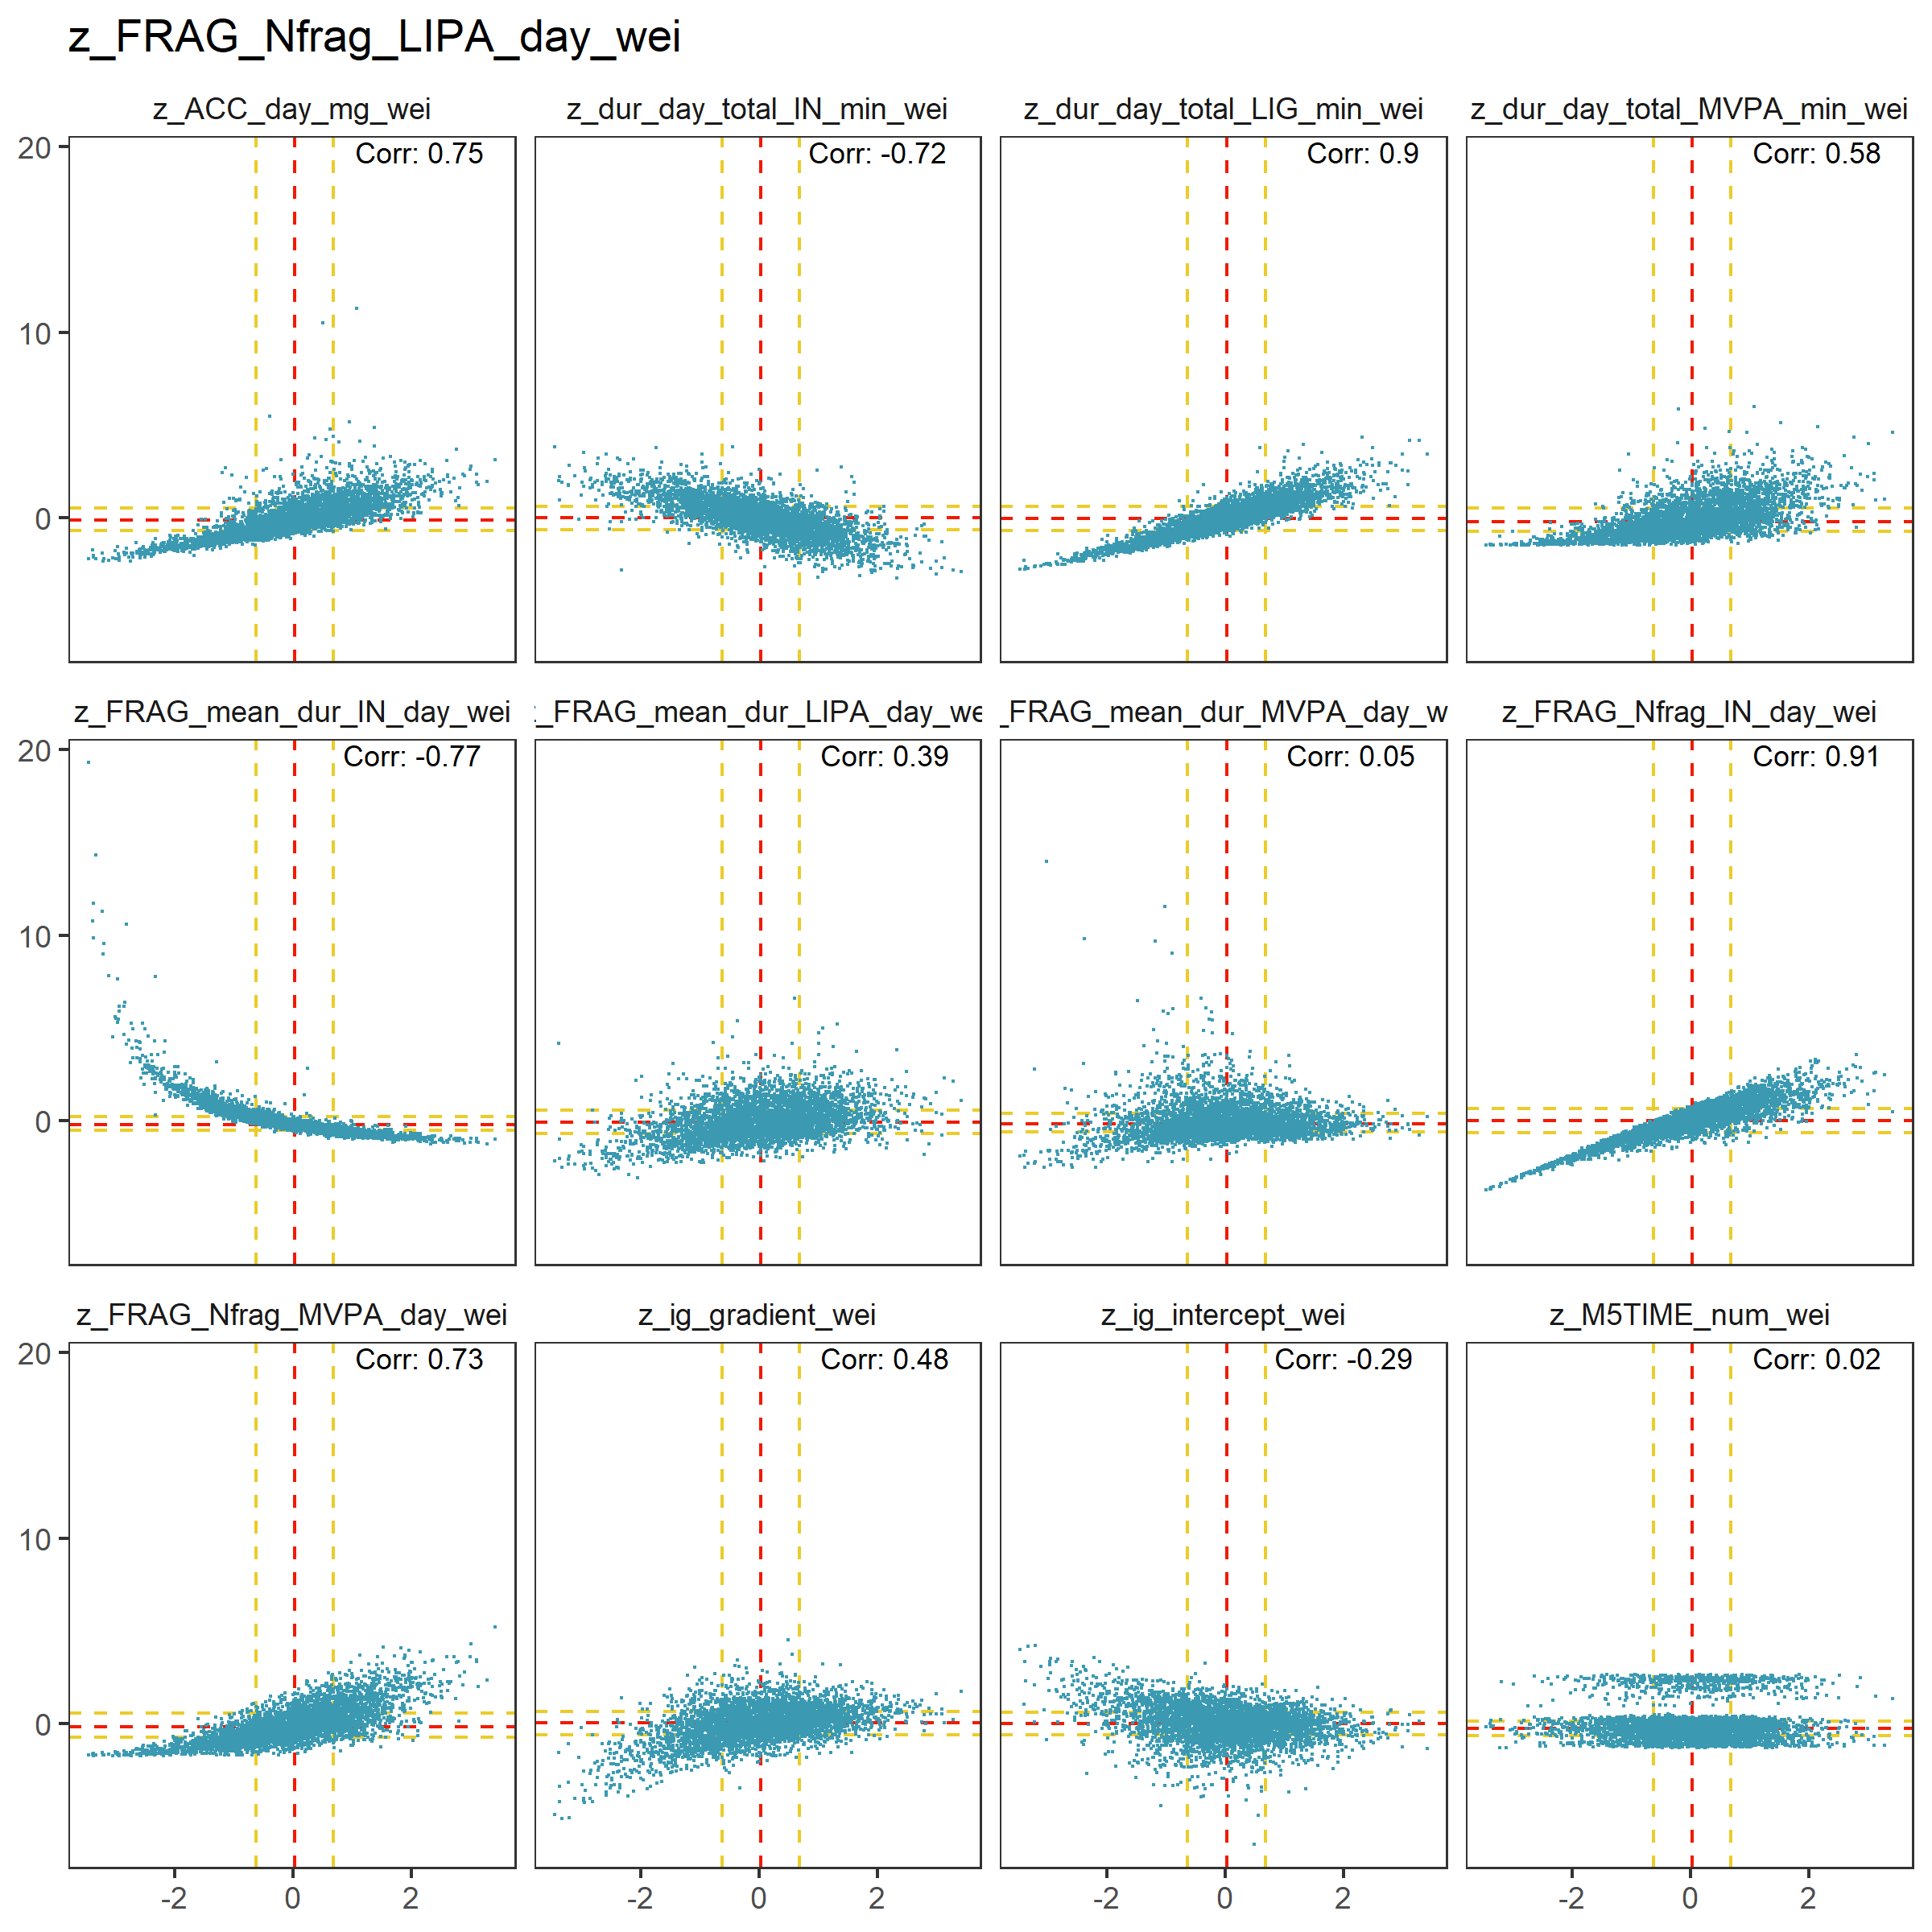 z_FRAG_Nfrag_LIPA_day_wei
z_ACC_day_mg_wei z_dur_day_total_IN_min_wei z_dur_day_total_LIG_min_wei z_dur_day_total_MVPA_min_wei
20 Corr: 0.75 Corr: -0.72 Corr: 0.9 Corr: 0.58
10
0
z_FRAG_mean_dur_IN_day_wei _FRAG_mean_dur_LIPA_day_we _FRAG_mean_dur_MVPA_day_w z_FRAG_Nfrag_IN_day_wei
20 Corr: -0.77 Corr: 0.39 Corr: 0.05 Corr: 0.91
10
0
z_FRAG_Nfrag_MVPA_day_wei z_ig_gradient_wei z_ig_intercept_wei z_M5TIME_num_wei
20 Corr: 0.73 Corr: 0.48 Corr: -0.29 Corr: 0.02
10
0
-2 0 2 -2 0 2 -2 0 2 -2 0 2